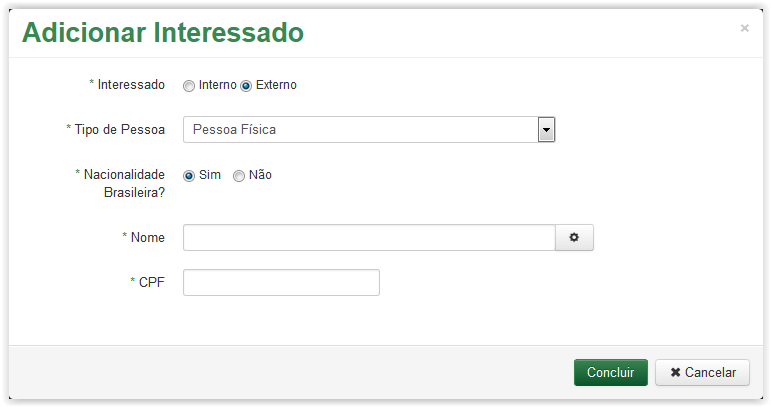 Adicionar Interessado ×
* Interessado Interno Externo
* Tipo de Pessoa Pessoa Física
* Nacionalidade Sim Não
Brasileira?
* Nome
* CPF
Concluir ✖ Cancelar